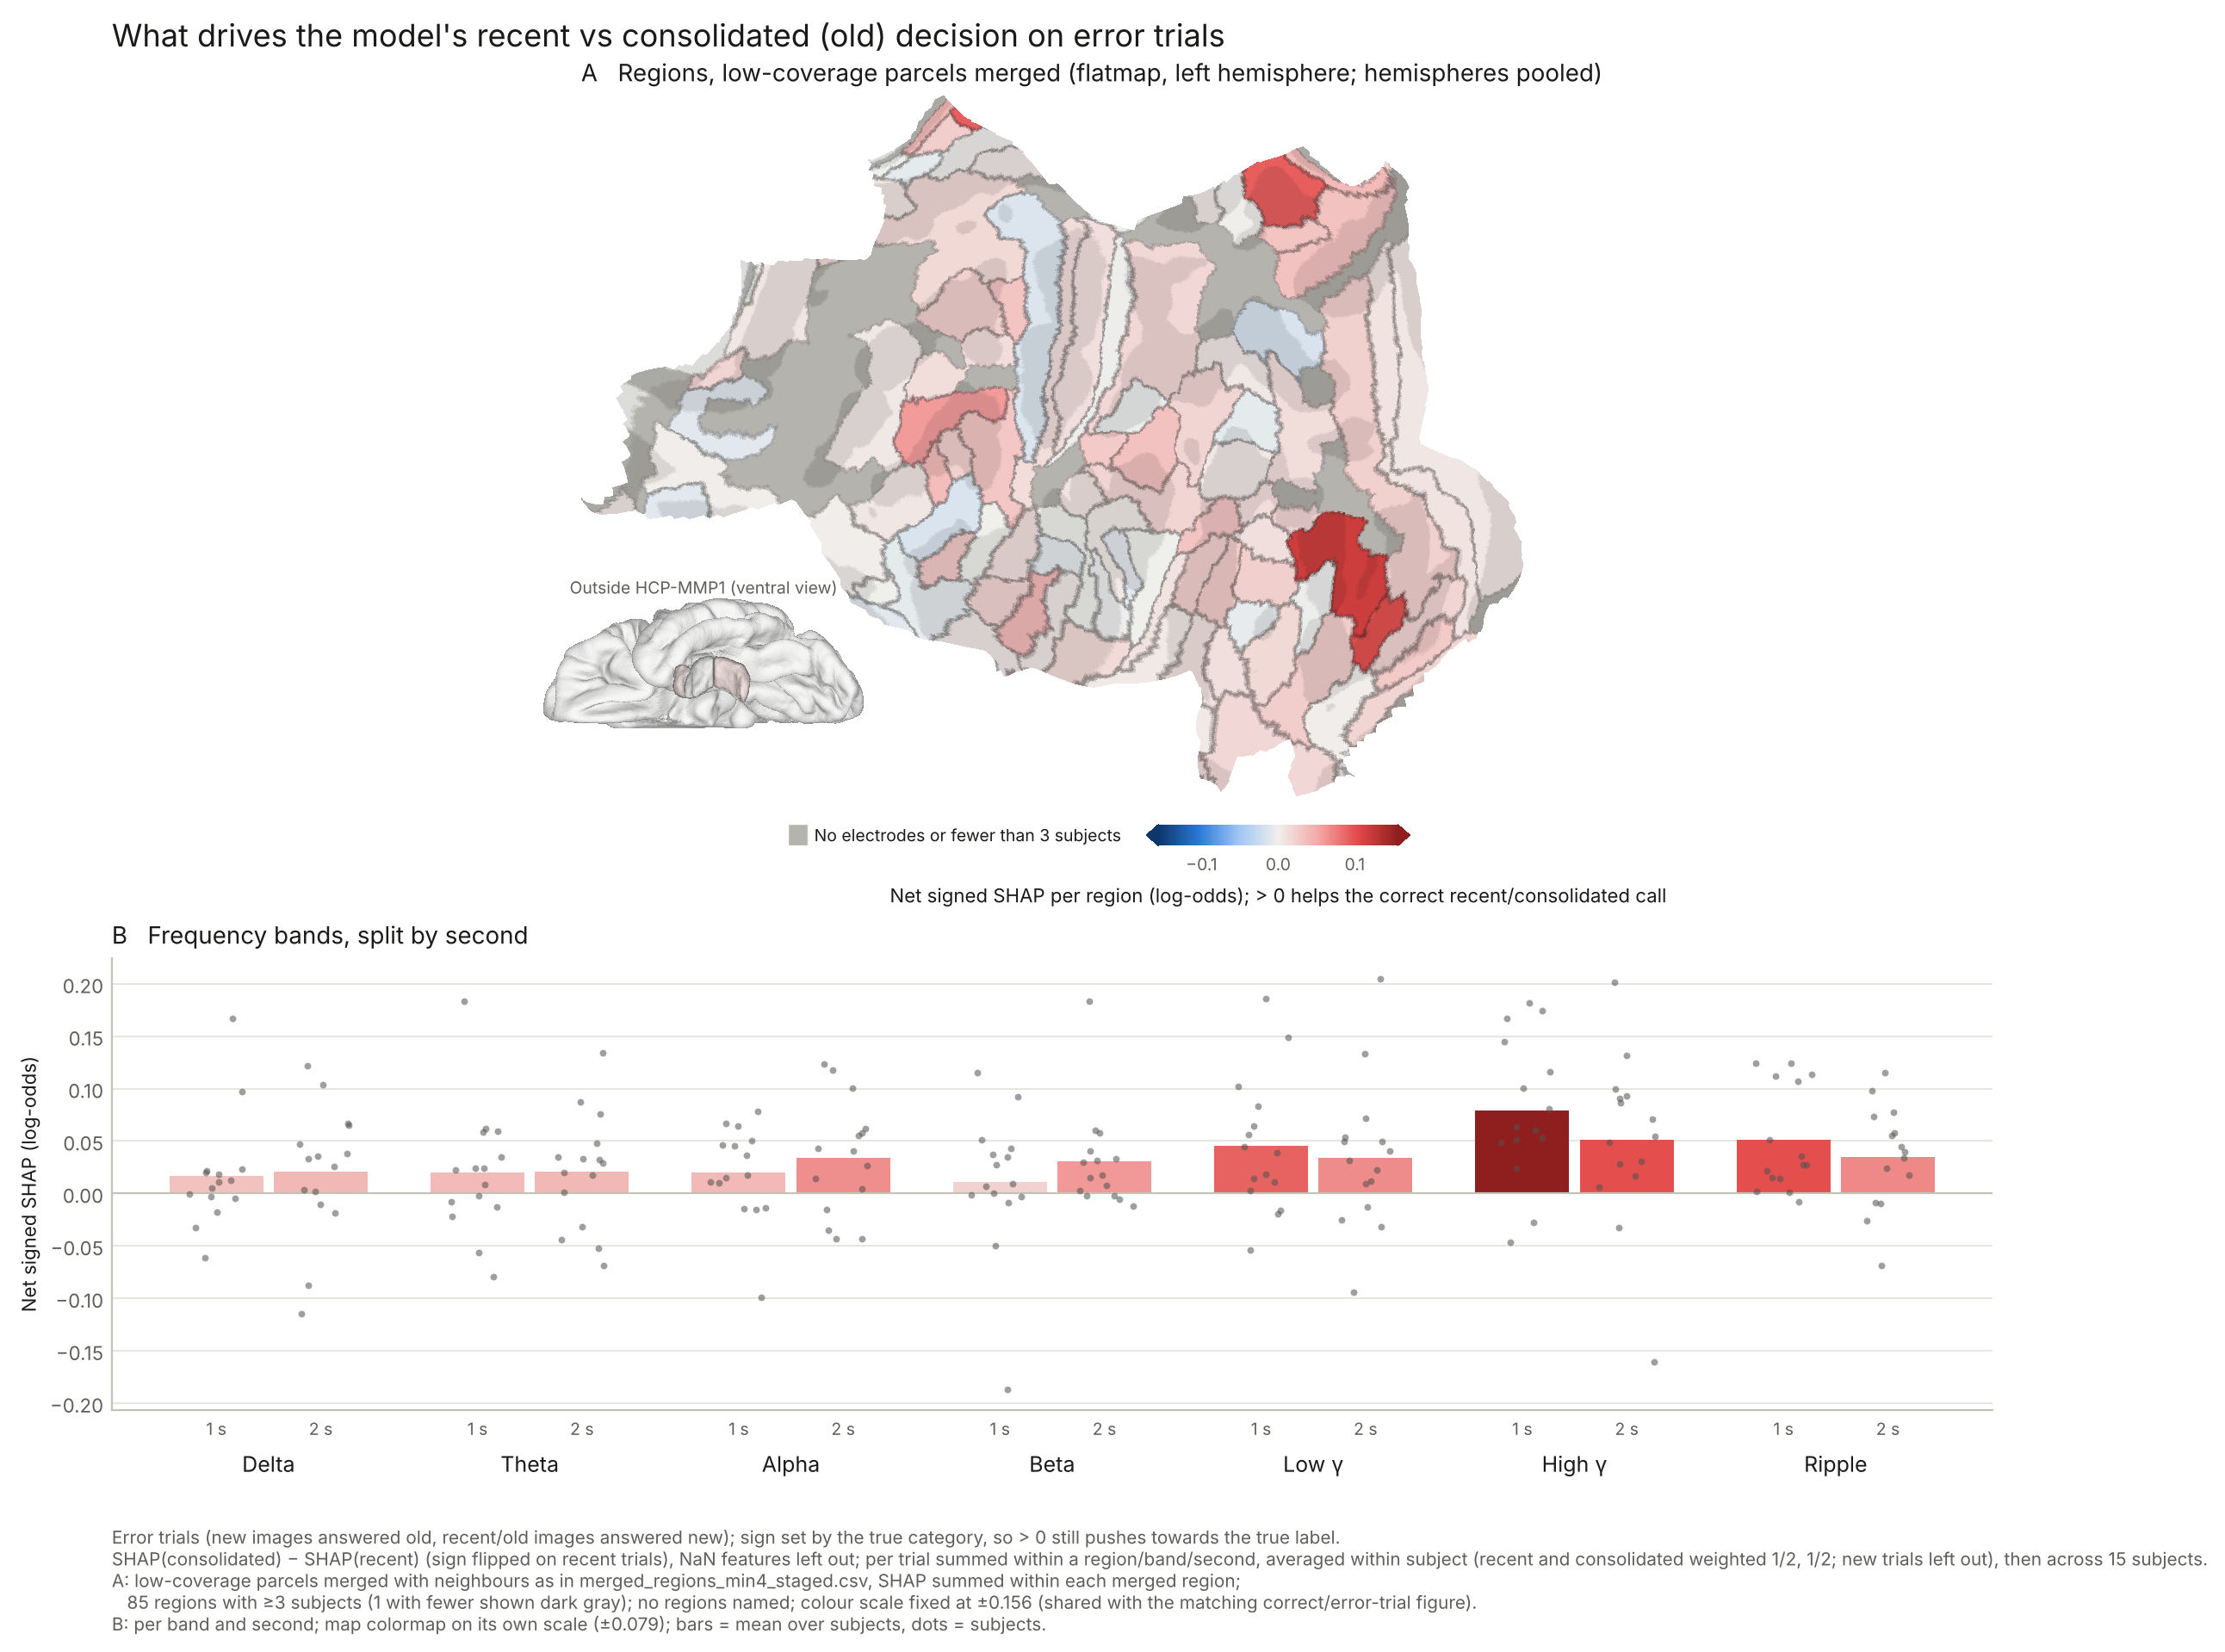 What drives the model's recent vs consolidated (old) decision on error trials
A Regions, low-coverage parcels merged (flatmap, left hemisphere; hemispheres pooled)
Outside HCP-MMP1 (ventral view)
No electrodes or fewer than 3 subjects
−0.1 0.0 0.1
Net signed SHAP per region (log-odds); > 0 helps the correct recent/consolidated call
B Frequency bands, split by second
Net signed SHAP (log-odds)
0.20
0.15
0.10
0.05
0.00
−0.05
−0.10
−0.15
−0.20
1 s 2 s 1 s 2 s 1 s 2 s 1 s 2 s 1 s 2 s 1 s 2 s 1 s 2 s
Delta Theta Alpha Beta Low γ High γ Ripple
Error trials (new images answered old, recent/old images answered new); sign set by the true category, so > 0 still pushes towards the true label.
SHAP(consolidated) − SHAP(recent) (sign flipped on recent trials), NaN features left out; per trial summed within a region/band/second, averaged within subject (recent and consolidated weighted 1/2, 1/2; new trials left out), then across 15 subjects.
A: low-coverage parcels merged with neighbours as in merged_regions_min4_staged.csv, SHAP summed within each merged region;
85 regions with ≥3 subjects (1 with fewer shown dark gray); no regions named; colour scale fixed at ±0.156 (shared with the matching correct/error-trial figure).
B: per band and second; map colormap on its own scale (±0.079); bars = mean over subjects, dots = subjects.